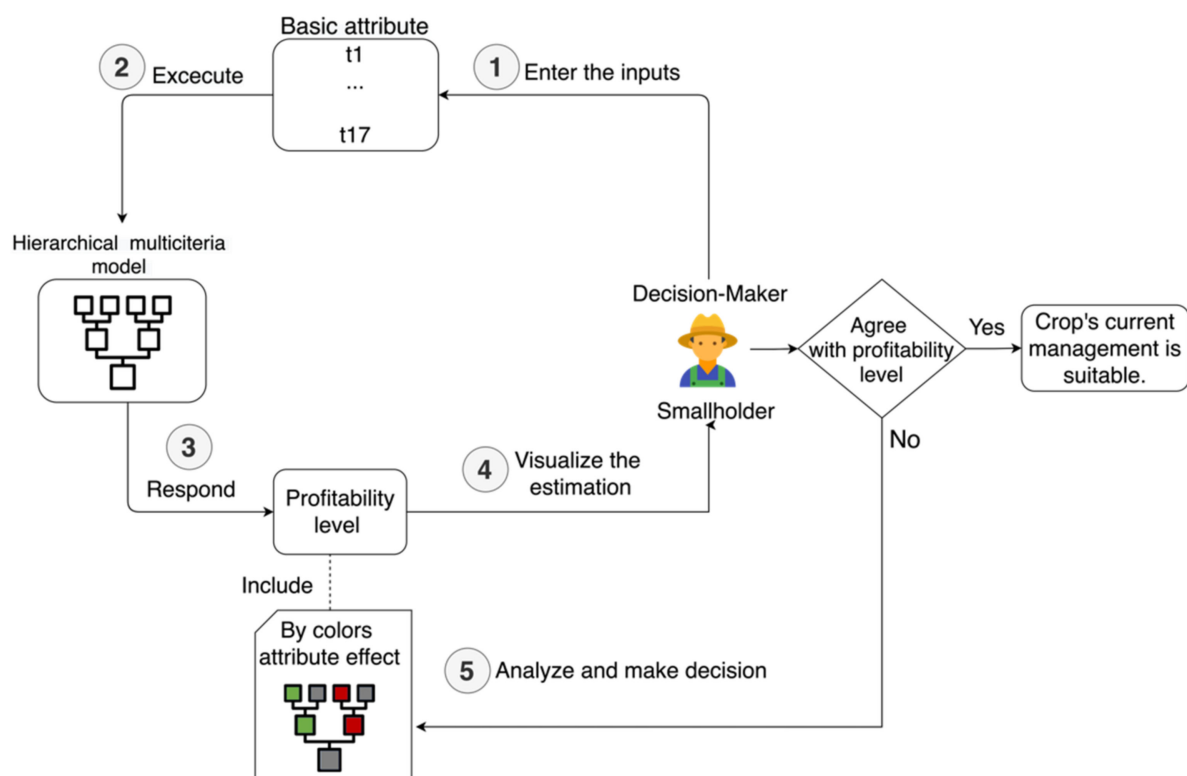 Basic attribute
t1
...
t17
1
Enter the inputs
2
Excecute
Hierarchical multicriteria
model
3
Respond
Profitability
level
4
Visualize the
estimation
Decision-Maker
Smallholder
Agree
with profitability
level
Yes
Crop's current
management is
suitable.
No
Include
By colors
attribute effect
5
Analyze and make decision